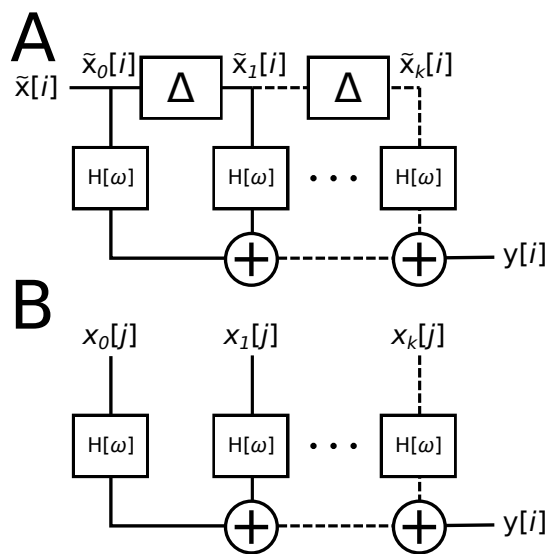 A
x̃[i] x̃₀[i] Δ x̃₁[i] Δ x̃ₖ[i]
H[ω] H[ω] • • • H[ω]
+ + y[i]
B
x₀[j] x₁[j] xₖ[j]
H[ω] H[ω] • • • H[ω]
+ + y[i]